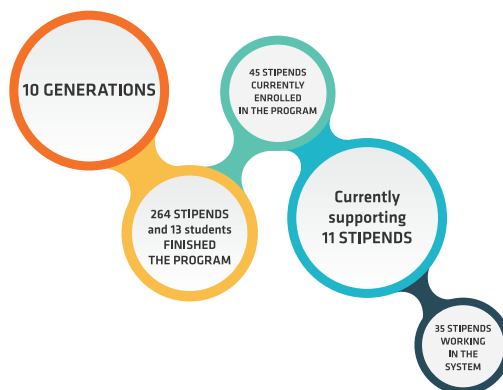 10 GENERATIONS
45 STIPENDS
CURRENTLY
ENROLLED
IN THE PROGRAM
264 STIPENDS
and 13 students
FINISHED
THE PROGRAM
Currently
supporting
11 STIPENDS
35 STIPENDS
WORKING
IN THE
SYSTEM